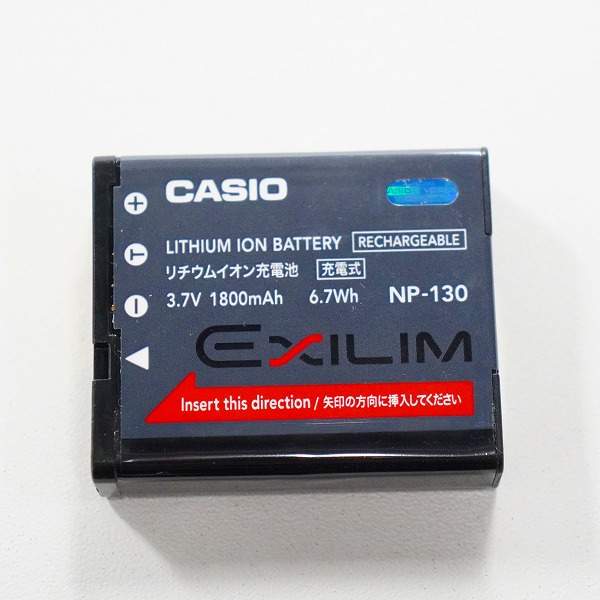 CASIO
CASIO
LITHIUM ION BATTERY RECHARGEABLE
リチウムイオン充電池 充電式
3.7V 1800mAh 6.7Wh NP-130
EXILIM
Insert this direction / 矢印の方向に挿入してください
+
T
−